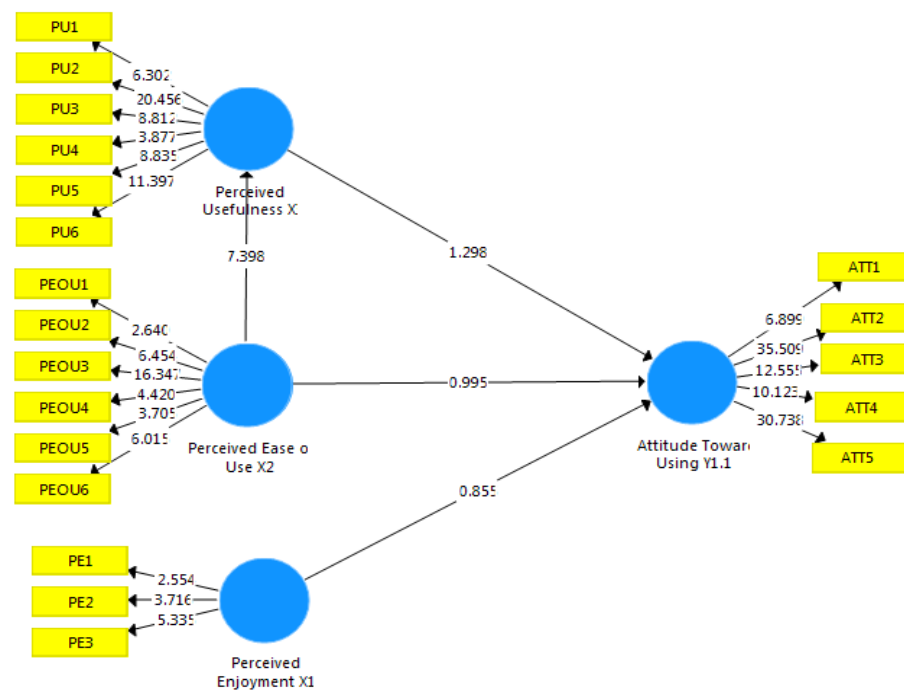 PU1
PU2
PU3
PU4
PU5
PU6
6.302
20.456
8.812
3.877
8.835
11.397
Perceived
Usefulness X
7.398
1.298
PEOU1
PEOU2
PEOU3
PEOU4
PEOU5
PEOU6
2.640
6.454
16.347
4.420
3.705
6.015
Perceived Ease o
Use X2
0.995
ATT1
ATT2
ATT3
ATT4
ATT5
6.899
35.509
12.555
10.123
30.738
Attitude Towar
Using Y1.1
0.855
PE1
PE2
PE3
2.554
3.716
5.335
Perceived
Enjoyment X1